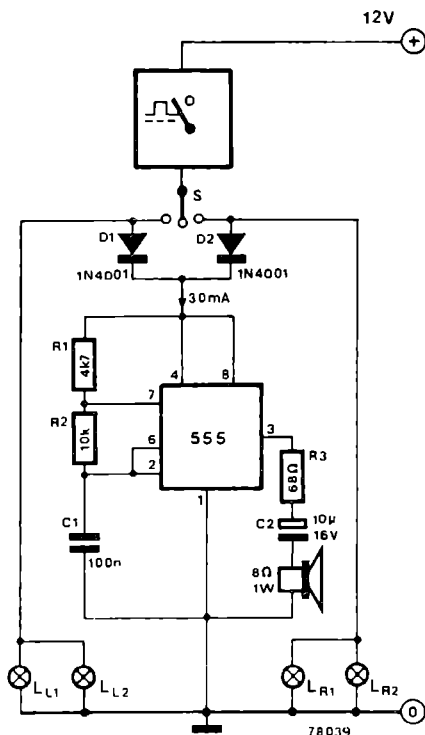 12V
+
S
D1
D2
1N4001
1N4001
30mA
R1
4k7
4
8
7
R2
10k
6
2
555
3
R3
68Ω
1
C1
100n
C2
10µ
16V
8Ω
1W
LL1
LL2
LR1
LR2
0
78039